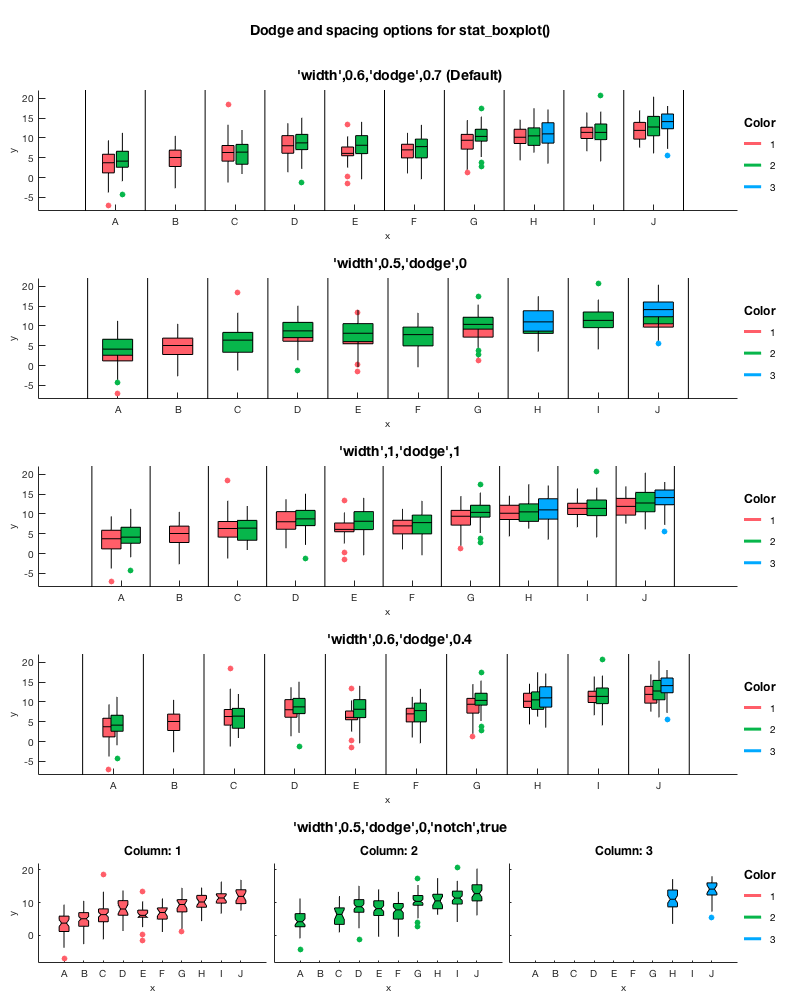 Dodge and spacing options for stat_boxplot()
'width',0.6,'dodge',0.7 (Default)
20
15
10
5
0
-5
y
A B C D E F G H I J
x
Color
1
2
3
'width',0.5,'dodge',0
20
15
10
5
0
-5
y
A B C D E F G H I J
x
Color
1
2
3
'width',1,'dodge',1
20
15
10
5
0
-5
y
A B C D E F G H I J
x
Color
1
2
3
'width',0.6,'dodge',0.4
20
15
10
5
0
-5
y
A B C D E F G H I J
x
Color
1
2
3
'width',0.5,'dodge',0,'notch',true
Column: 1
20
10
0
y
A B C D E F G H I J
x
Column: 2
A B C D E F G H I J
x
Column: 3
A B C D E F G H I J
x
Color
1
2
3